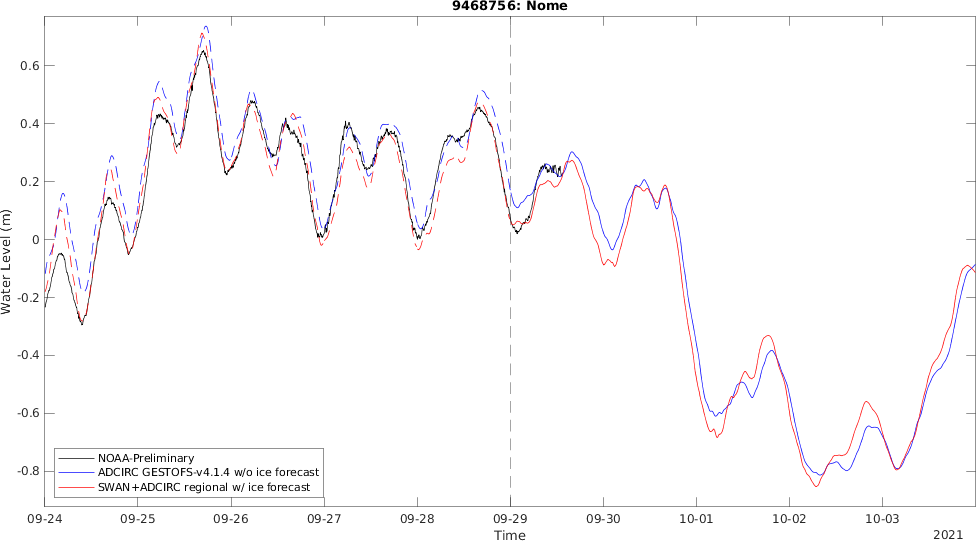 9468756: Nome
Water Level (m)
0.6
0.4
0.2
0
-0.2
-0.4
-0.6
-0.8
NOAA-Preliminary
ADCIRC GESTOFS-v4.1.4 w/o ice forecast
SWAN+ADCIRC regional w/ ice forecast
09-24 09-25 09-26 09-27 09-28 09-29 09-30 10-01 10-02 10-03
Time
2021